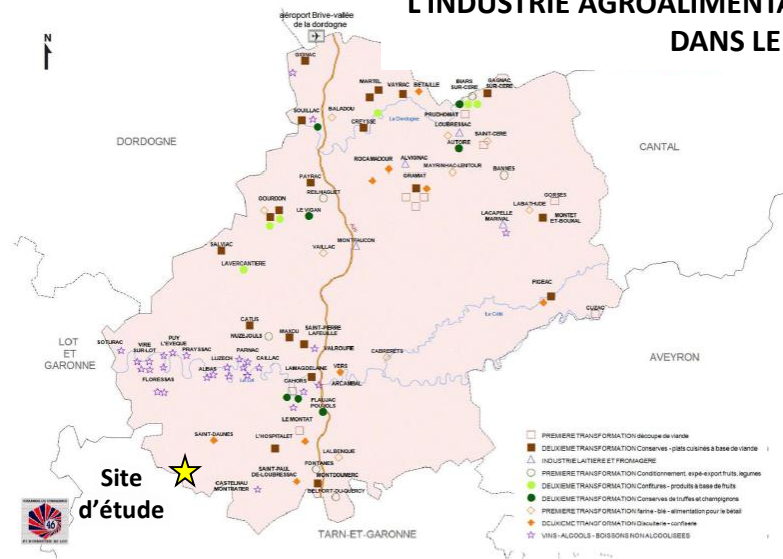 L'INDUSTRIE AGROALIMENTA
DANS LE
aéroport Brive-vallée
de la dordogne
N
GIGNAC
DORDOGNE
CANTAL
LOT
ET
GARONNE
AVEYRON
TARN-ET-GARONNE
MARTEL
VAYRAC
BETAILLE
BIARS
SUR-CERE
GAGNAC
SUR-CERE
SOUILLAC
BALADOU
CREYSSE
La Dordogne
PRUDHOMAT
LOUBRESSAC
SAINT-CERE
AUTOIRE
ROCAMADOUR
ALVIGNAC
MAYRINHAC-LENTOUR
BANNES
GRAMAT
PAYRAC
REILHAGUET
GOURDON
LE VIGAN
GORSES
LABATHUDE
LACAPELLE
MARIVAL
MONTET
ET-BOUXAL
SALVIAC
VAILLAC
MONTFAUCON
LAVERCANTIERE
FIGEAC
CUZAC
CATUS
NUZEJOULS
MAXOU
SAINT-PIERRE
LAFEUILLE
VALROUFIE
CABRERETS
SOTURAC
VIRE
SUR-LOT
PUY
L'EVEQUE
PRAYSSAC
PARNAC
LUZECH
CAILLAC
ALBAS
FLORESSAS
LAMAGDELAINE
VERS
ARCAMBAL
CAHORS
FLAUJAC
POUJOLS
LE MONTAT
SAINT-DAUNES
L'HOSPITALET
LALBENQUE
SAINT-PAUL
DE-LOUBRESSAC
FONTANES
MONTDOUMERC
CASTELNAU
MONTRATIER
BELFORT-DU-QUERCY
Site
d'étude
46
PREMIERE TRANSFORMATION découpe de viande
DEUXIEME TRANSFORMATION Conserves - plats cuisinés à base de viande
INDUSTRIE LAITIERE ET FROMAGERE
PREMIERE TRANSFORMATION Conditionnement, expé-export fruits, legumes
DEUXIEME TRANSFORMATION Confitures - produits à base de fruits
DEUXIEME TRANSFORMATION Conserves de truffes et champignons
PREMIERE TRANSFORMATION farine - blé - alimentation pour le bétail
DEUXIEME TRANSFORMATION Biscuiterie - confiserie
VINS - ALCOOLS - BOISSONS NON ALCOOLISEES